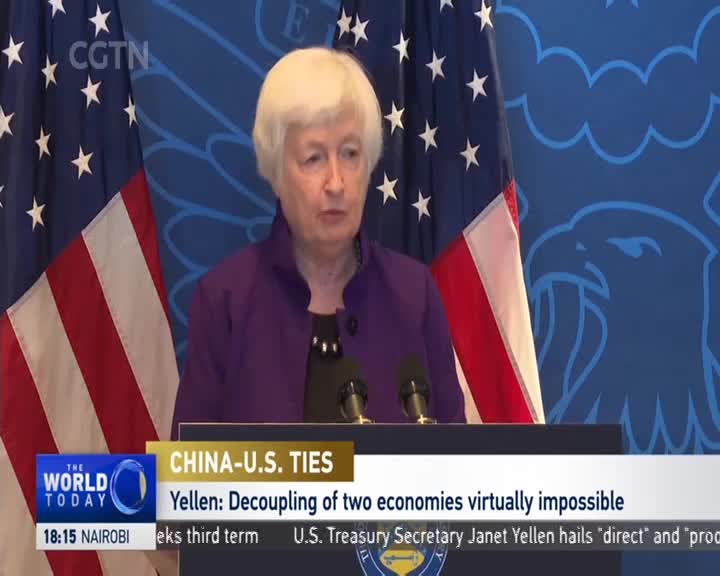 CGTN
CHINA-U.S. TIES
THE
WORLD
TODAY
Yellen: Decoupling of two economies virtually impossible
18:15 NAIROBI
eeks third term U.S. Treasury Secretary Janet Yellen hails "direct" and "prod